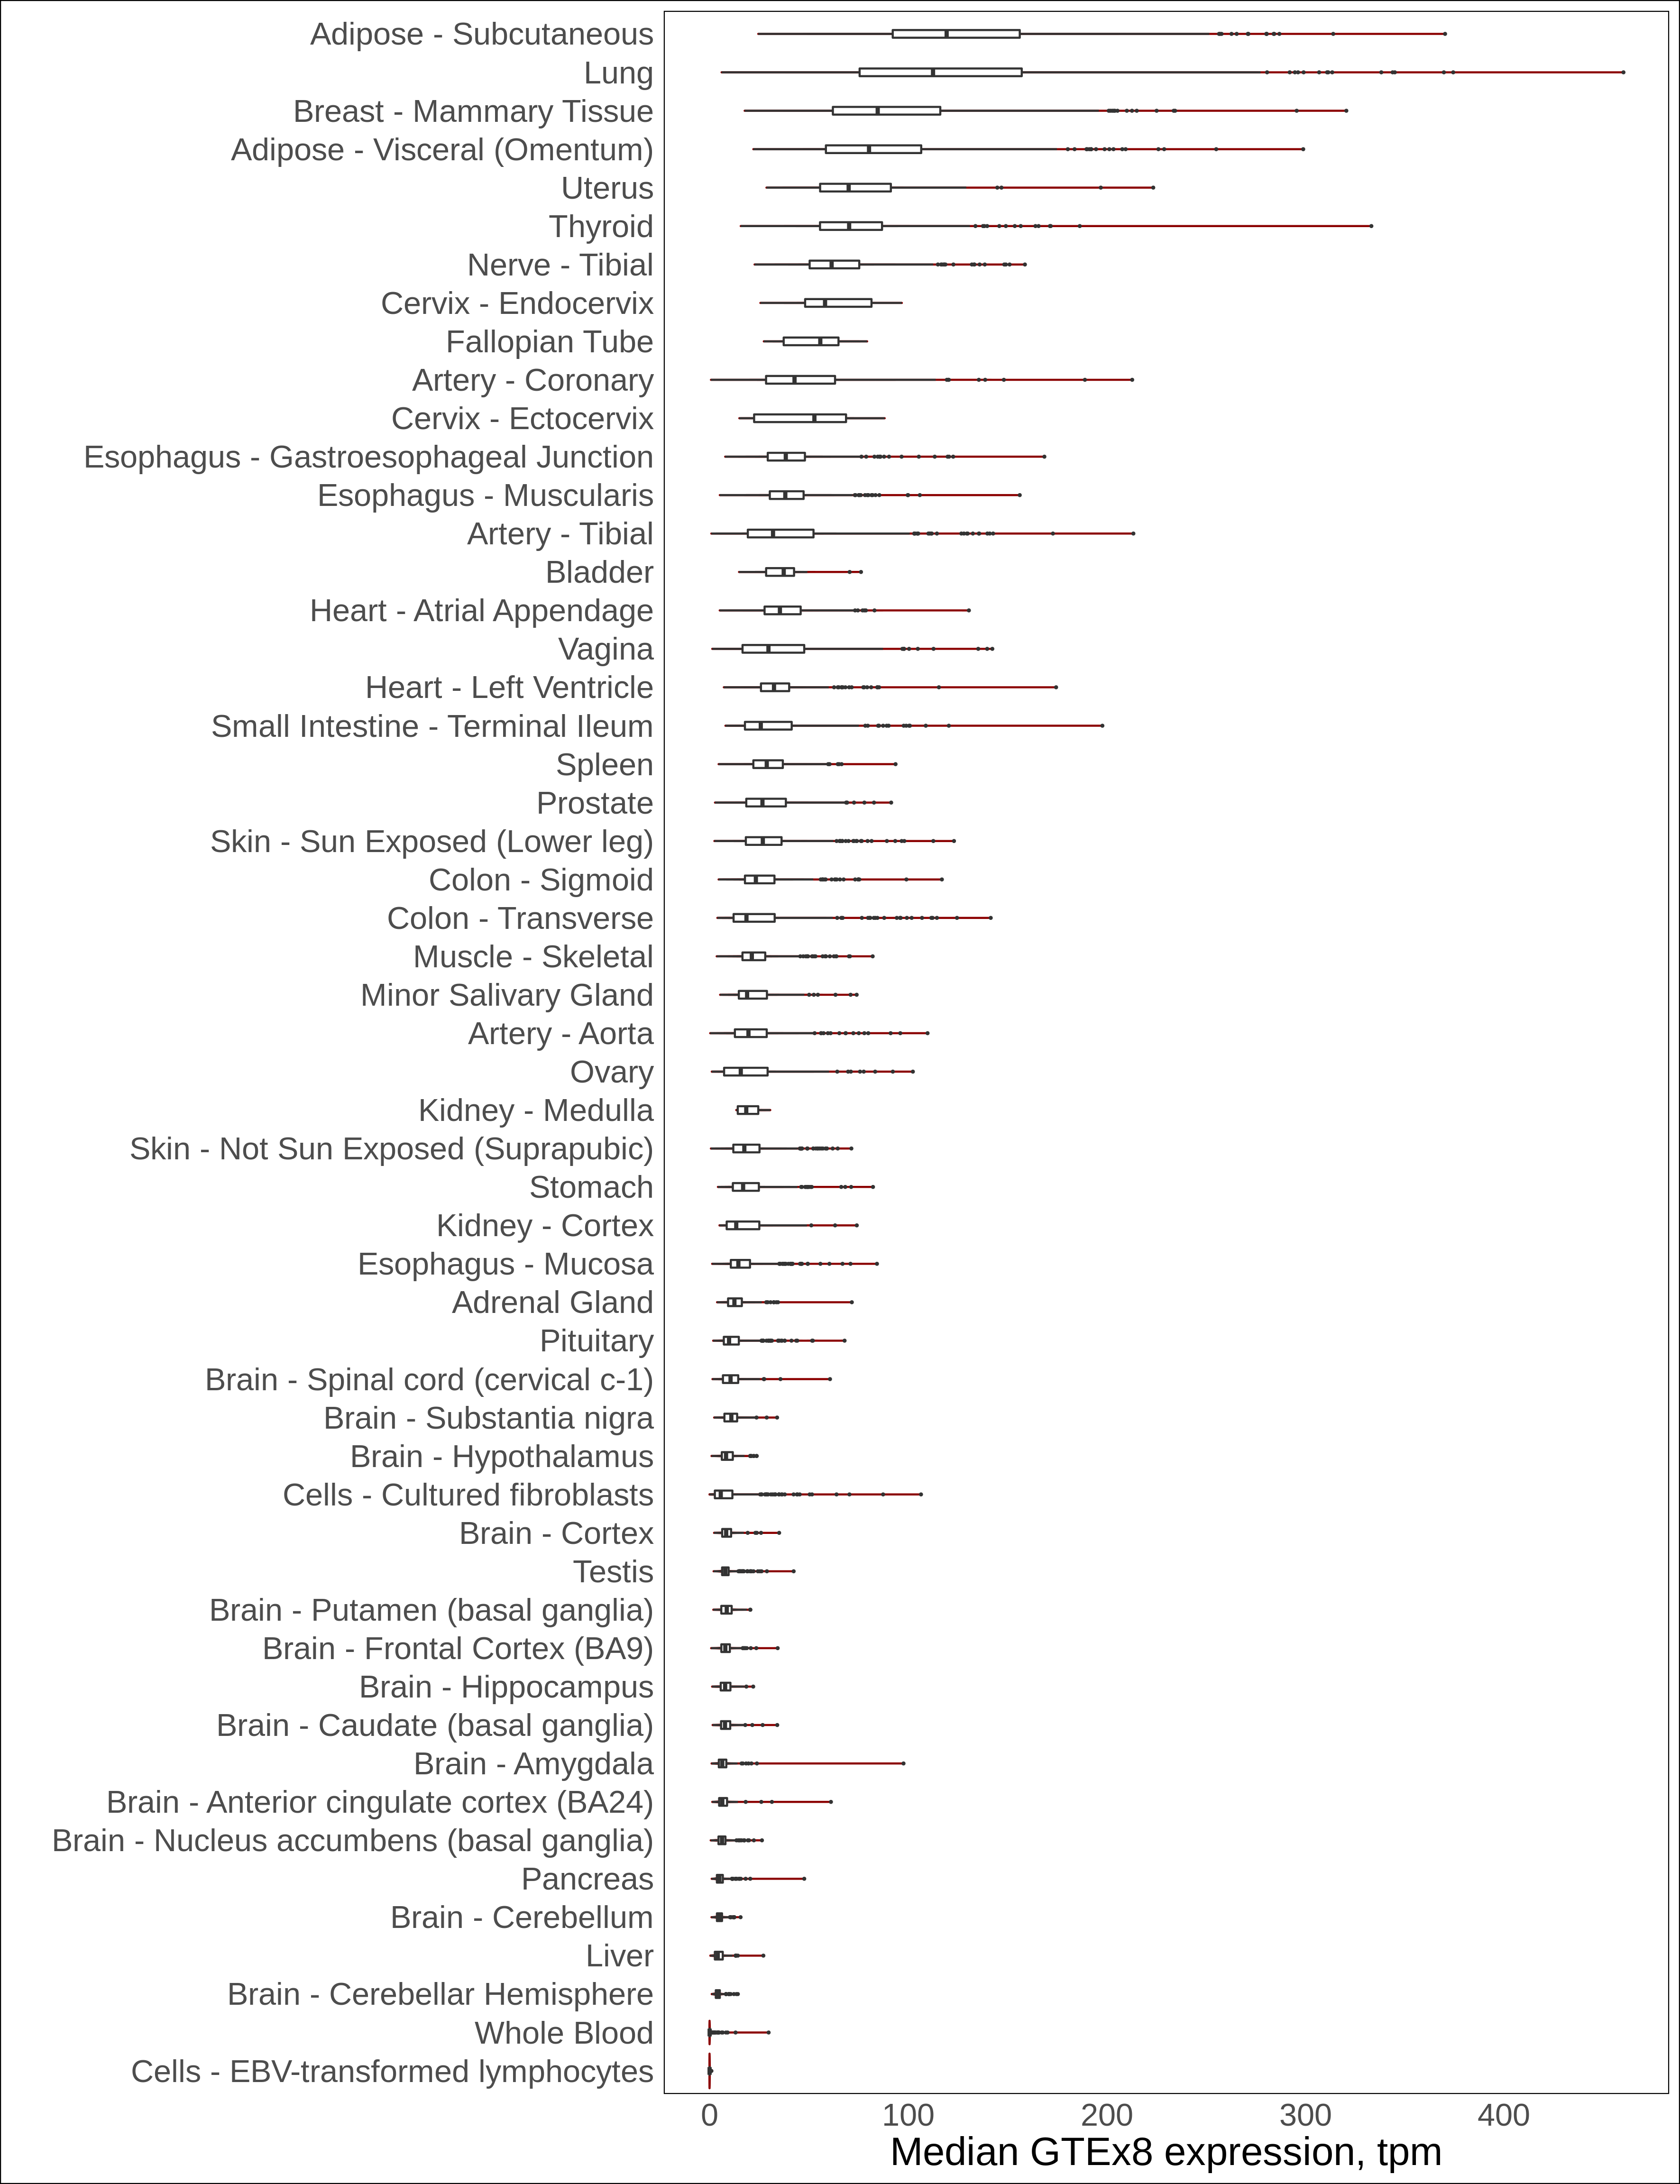 Adipose - Subcutaneous
Lung
Breast - Mammary Tissue
Adipose - Visceral (Omentum)
Uterus
Thyroid
Nerve - Tibial
Cervix - Endocervix
Fallopian Tube
Artery - Coronary
Cervix - Ectocervix
Esophagus - Gastroesophageal Junction
Esophagus - Muscularis
Artery - Tibial
Bladder
Heart - Atrial Appendage
Vagina
Heart - Left Ventricle
Small Intestine - Terminal Ileum
Spleen
Prostate
Skin - Sun Exposed (Lower leg)
Colon - Sigmoid
Colon - Transverse
Muscle - Skeletal
Minor Salivary Gland
Artery - Aorta
Ovary
Kidney - Medulla
Skin - Not Sun Exposed (Suprapubic)
Stomach
Kidney - Cortex
Esophagus - Mucosa
Adrenal Gland
Pituitary
Brain - Spinal cord (cervical c-1)
Brain - Substantia nigra
Brain - Hypothalamus
Cells - Cultured fibroblasts
Brain - Cortex
Testis
Brain - Putamen (basal ganglia)
Brain - Frontal Cortex (BA9)
Brain - Hippocampus
Brain - Caudate (basal ganglia)
Brain - Amygdala
Brain - Anterior cingulate cortex (BA24)
Brain - Nucleus accumbens (basal ganglia)
Pancreas
Brain - Cerebellum
Liver
Brain - Cerebellar Hemisphere
Whole Blood
Cells - EBV-transformed lymphocytes
0 100 200 300 400
Median GTEx8 expression, tpm